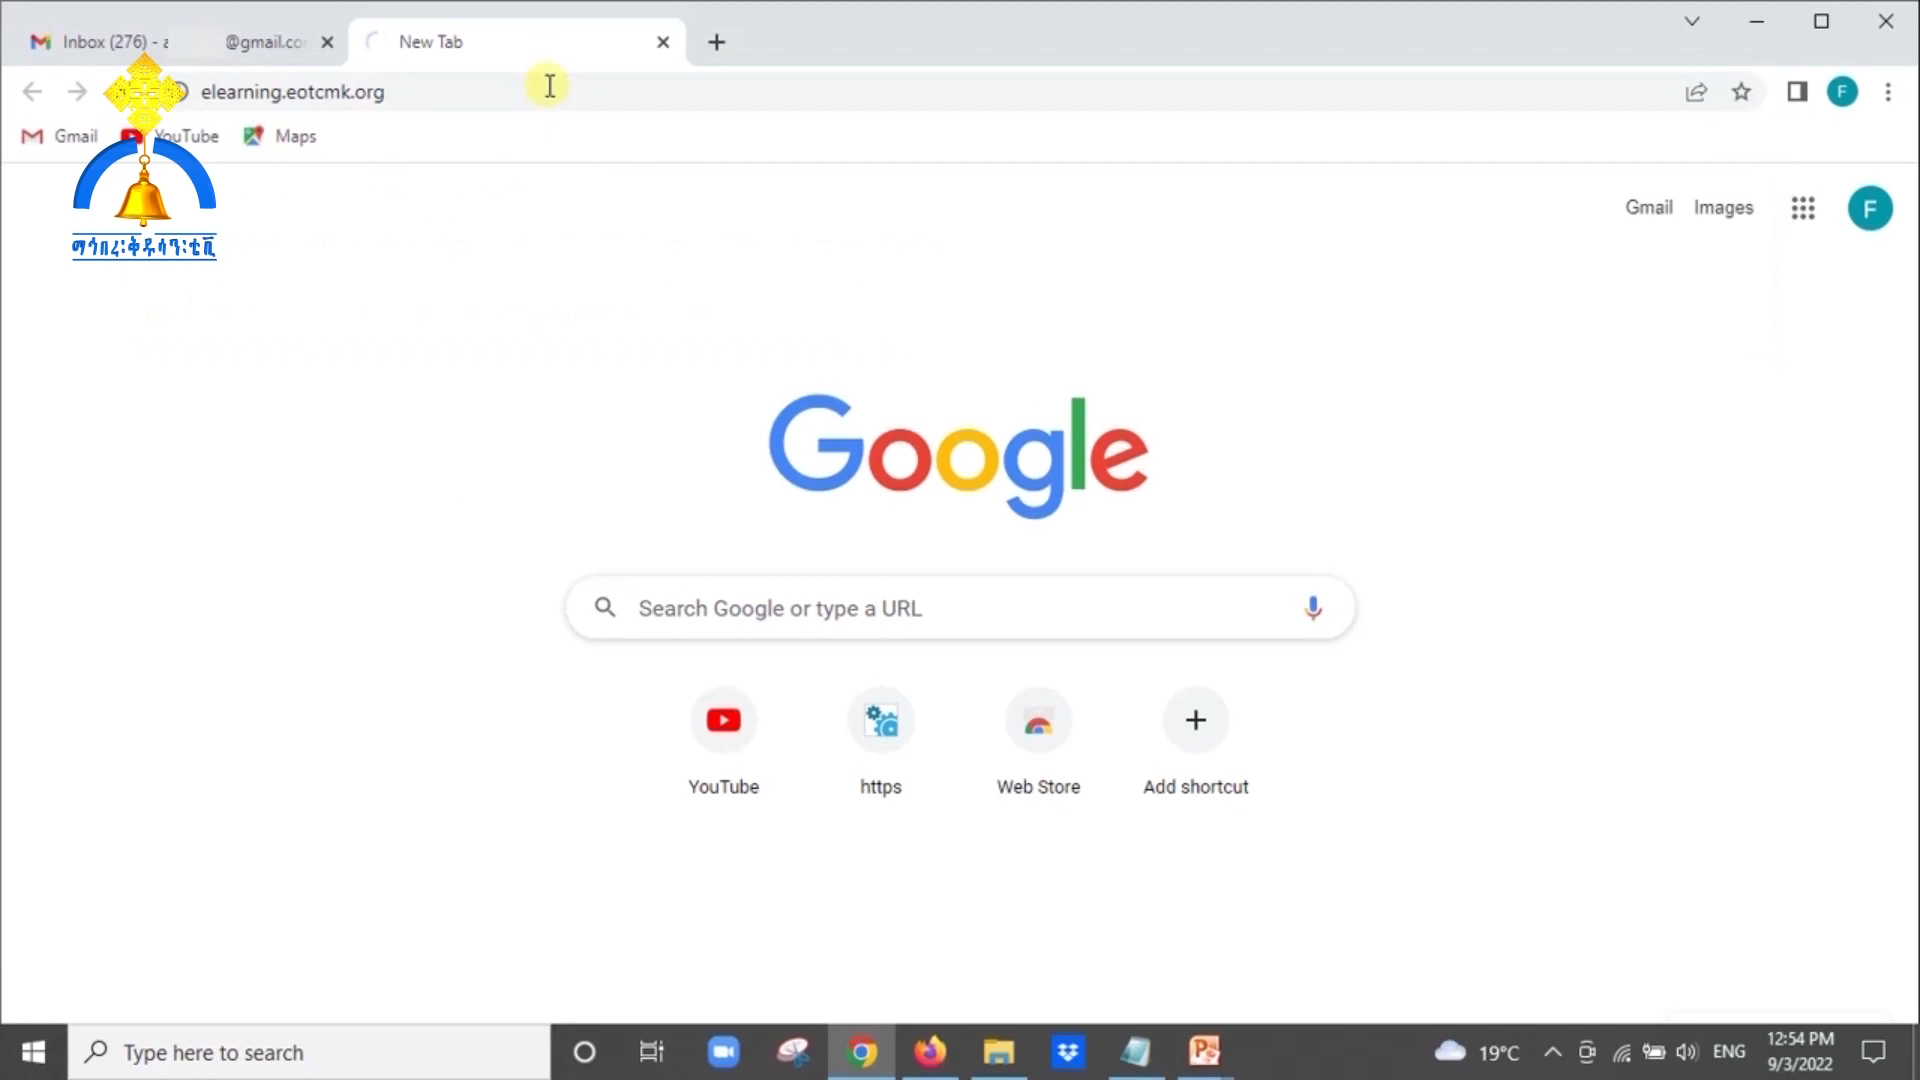 Inbox (276) - a @gmail.co
New Tab
elearning.eotcmk.org
Gmail YouTube Maps
ማኅበረ፡ቅዱሳን፡ቲቪ
Gmail Images F
F
Google
Search Google or type a URL
YouTube https Web Store Add shortcut
Type here to search
19°C ENG 12:54 PM
9/3/2022